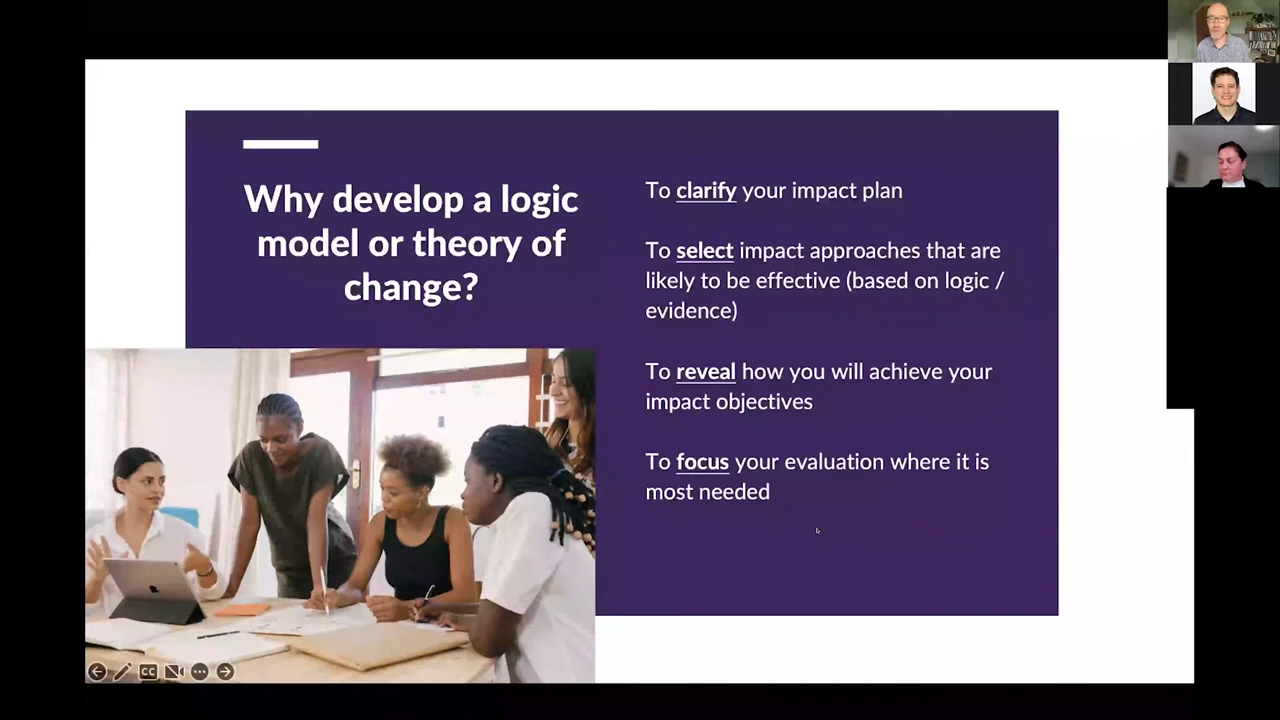 Why develop a logic
model or theory of
change?
To clarify your impact plan
To select impact approaches that are
likely to be effective (based on logic /
evidence)
To reveal how you will achieve your
impact objectives
To focus your evaluation where it is
most needed
CC